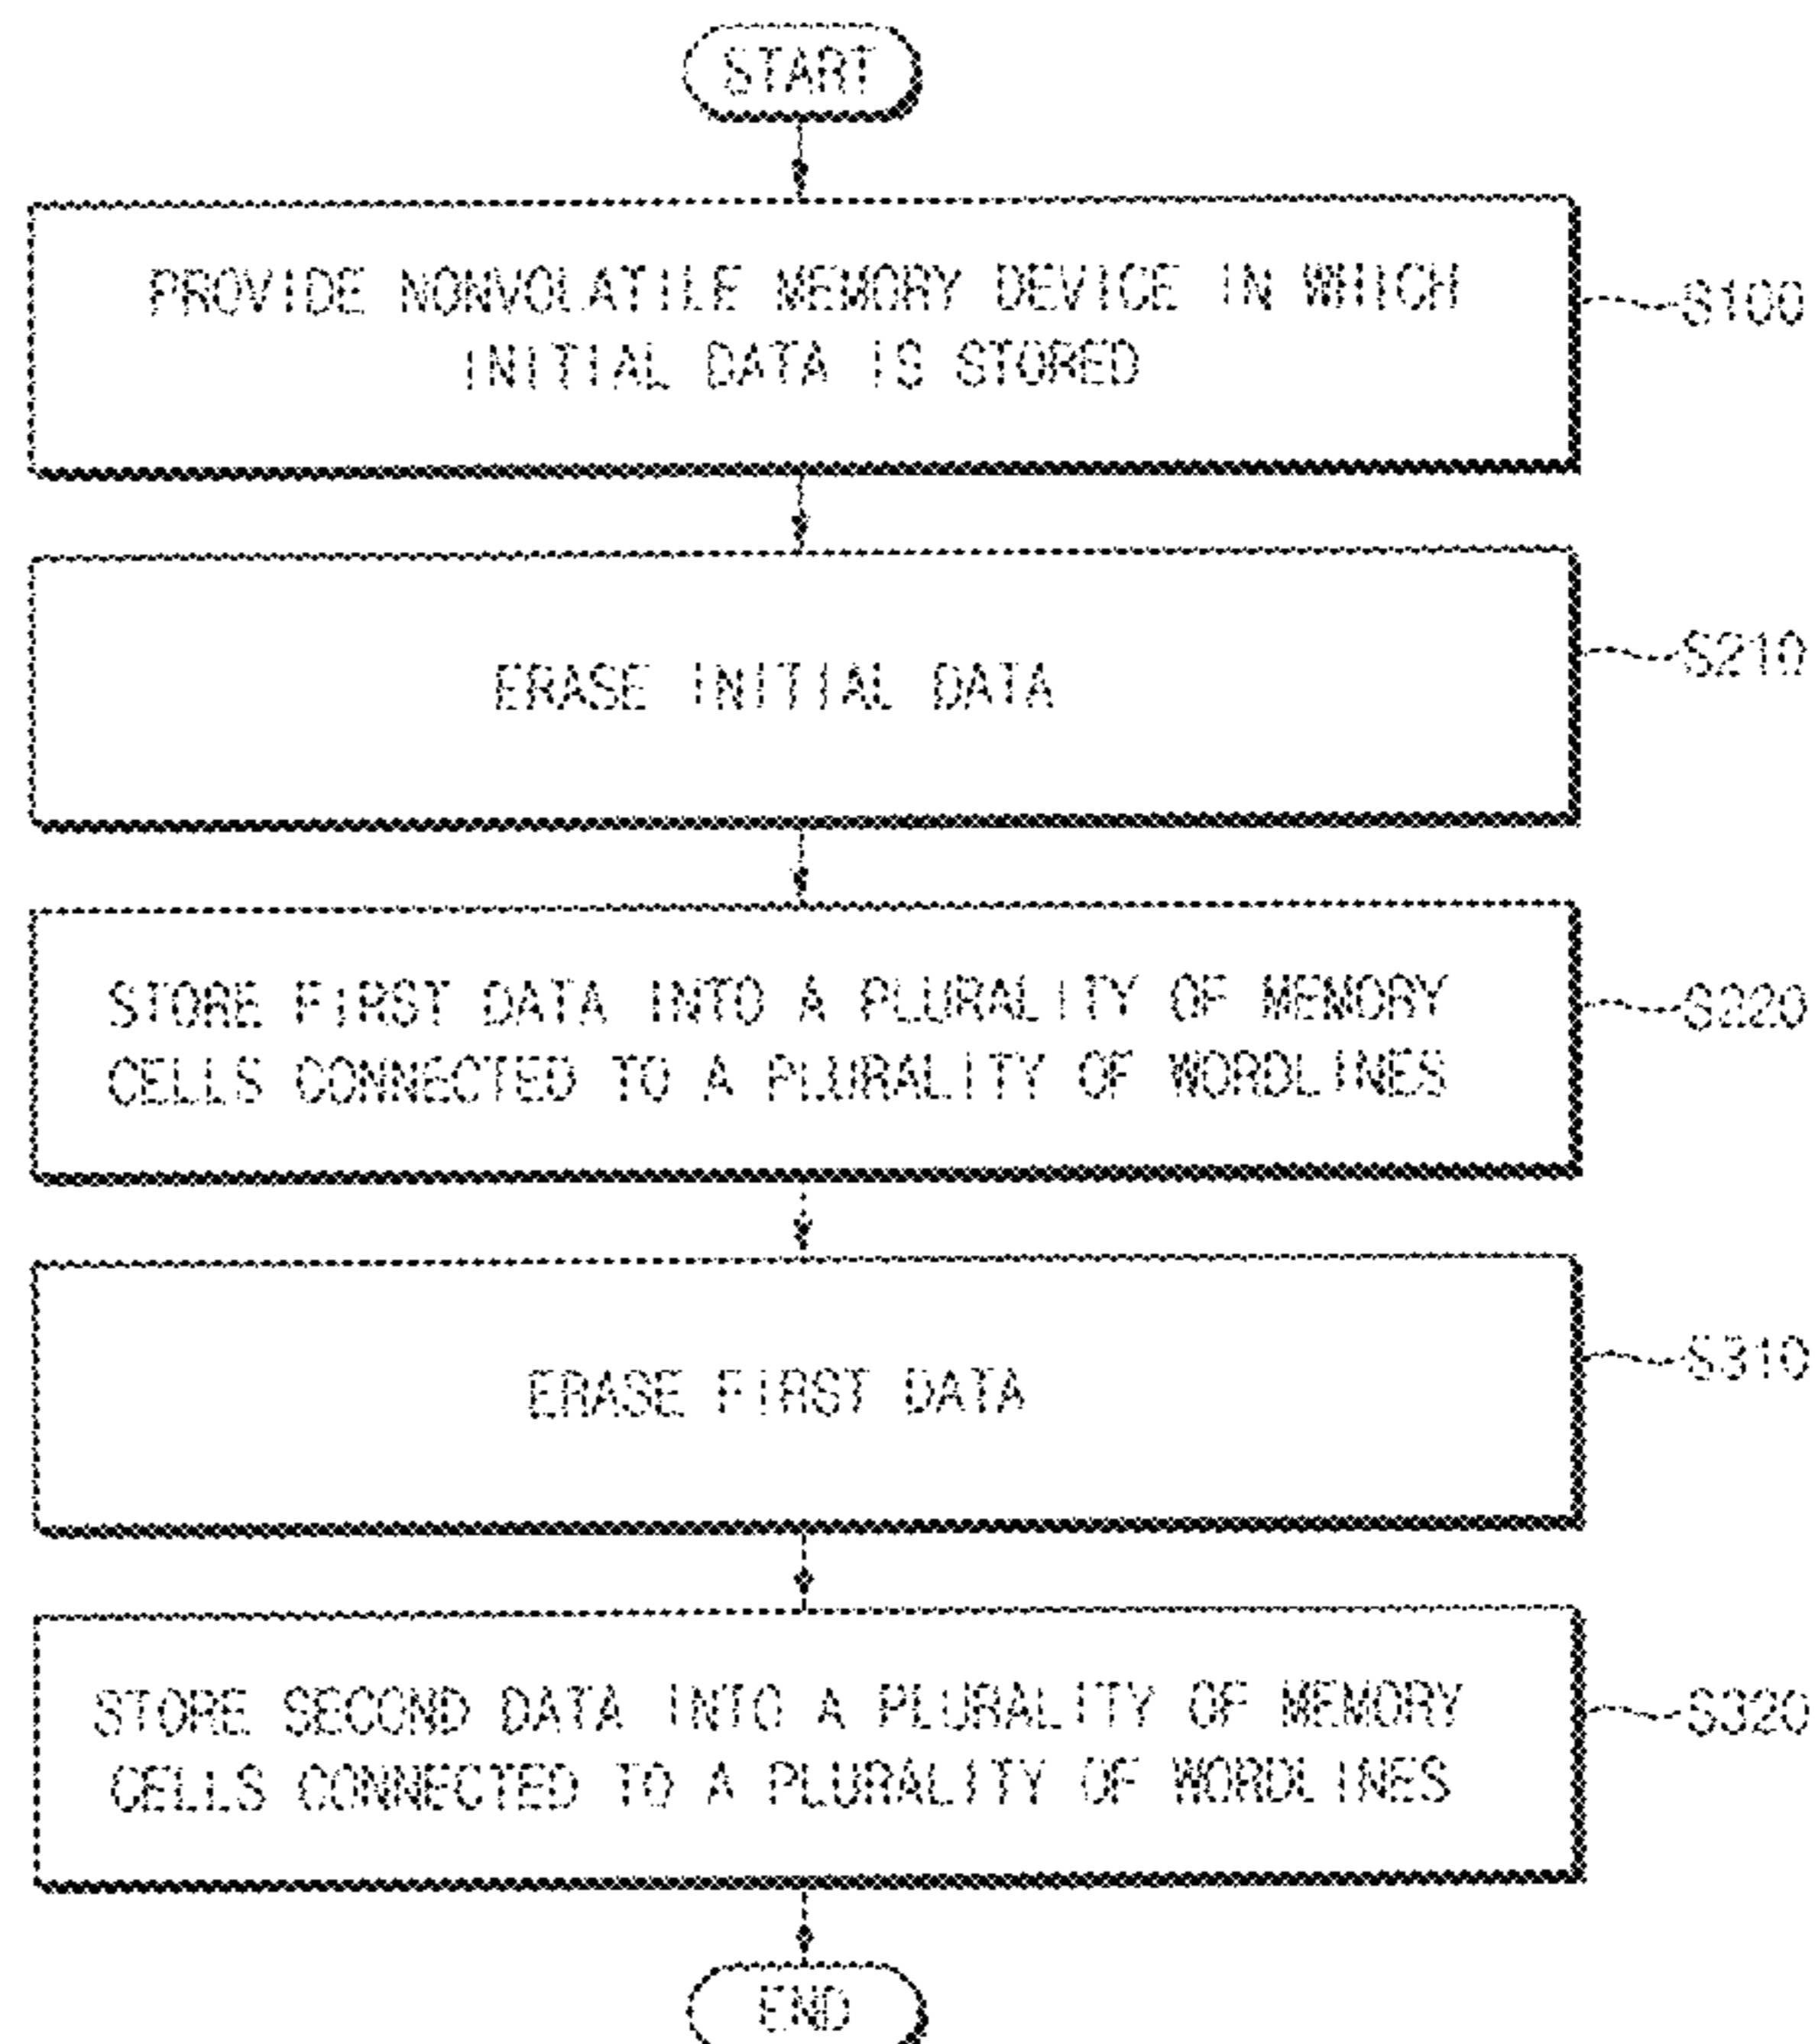 START
PROVIDE NONVOLATILE MEMORY DEVICE IN WHICH
INITIAL DATA IS STORED
S100
ERASE INITIAL DATA
S210
STORE FIRST DATA INTO A PLURALITY OF MEMORY
CELLS CONNECTED TO A PLURALITY OF WORDLINES
S220
ERASE FIRST DATA
S310
STORE SECOND DATA INTO A PLURALITY OF MEMORY
CELLS CONNECTED TO A PLURALITY OF WORDLINES
S320
END